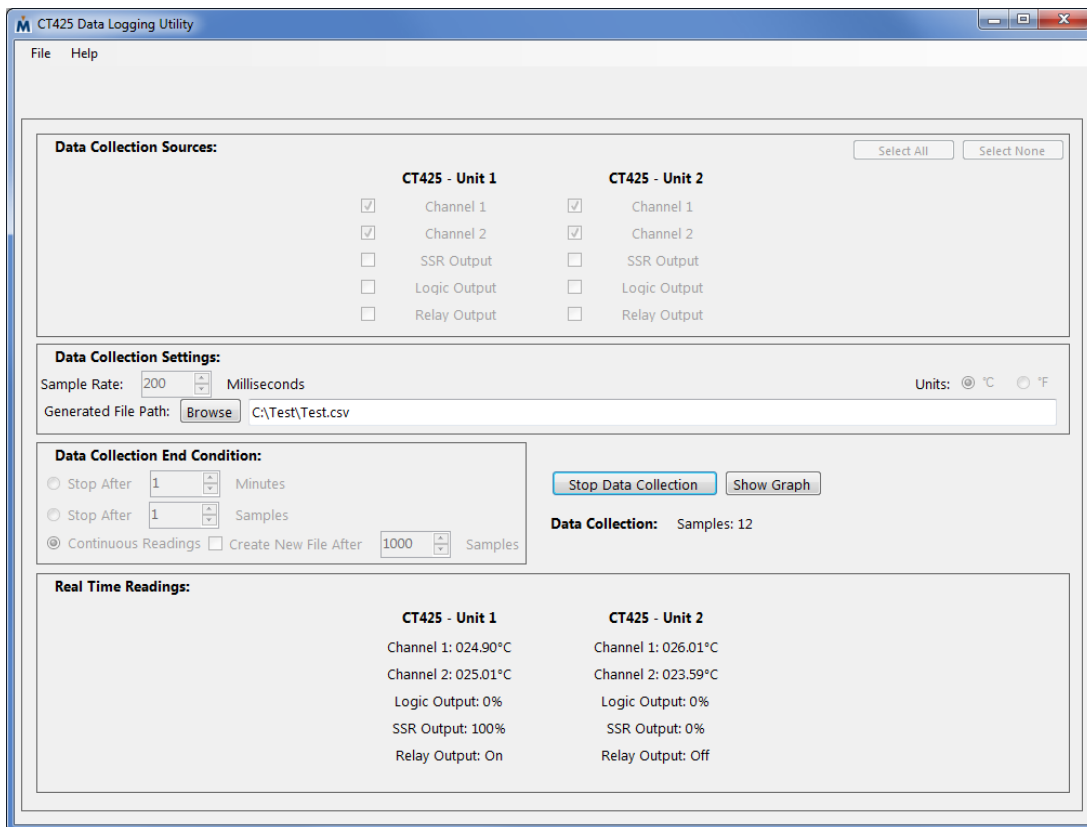 CT425 Data Logging Utility
File Help
Data Collection Sources:
Select All Select None
CT425 - Unit 1 CT425 - Unit 2
Channel 1 Channel 1
Channel 2 Channel 2
SSR Output SSR Output
Logic Output Logic Output
Relay Output Relay Output
Data Collection Settings:
Sample Rate: 200 Milliseconds Units: °C °F
Generated File Path: Browse C:\Test\Test.csv
Data Collection End Condition:
Stop After 1 Minutes
Stop After 1 Samples
Continuous Readings Create New File After 1000 Samples
Stop Data Collection Show Graph
Data Collection: Samples: 12
Real Time Readings:
CT425 - Unit 1 CT425 - Unit 2
Channel 1: 024.90°C Channel 1: 026.01°C
Channel 2: 025.01°C Channel 2: 023.59°C
Logic Output: 0% Logic Output: 0%
SSR Output: 100% SSR Output: 0%
Relay Output: On Relay Output: Off